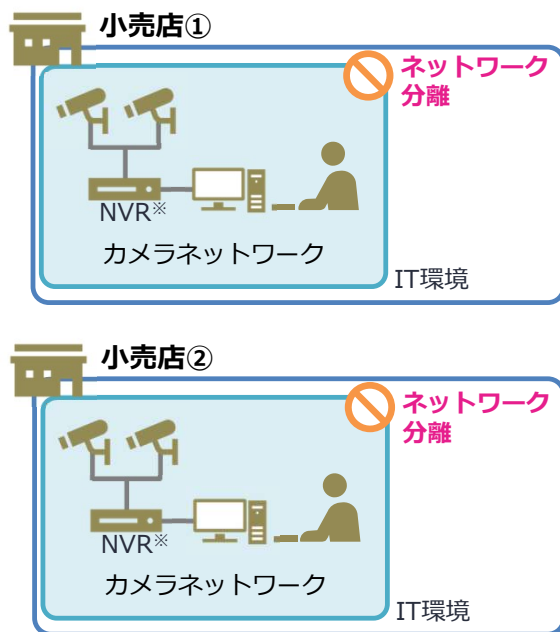 小売店①
ネットワーク
分離
NVR※
カメラネットワーク
IT環境
小売店②
ネットワーク
分離
NVR※
カメラネットワーク
IT環境